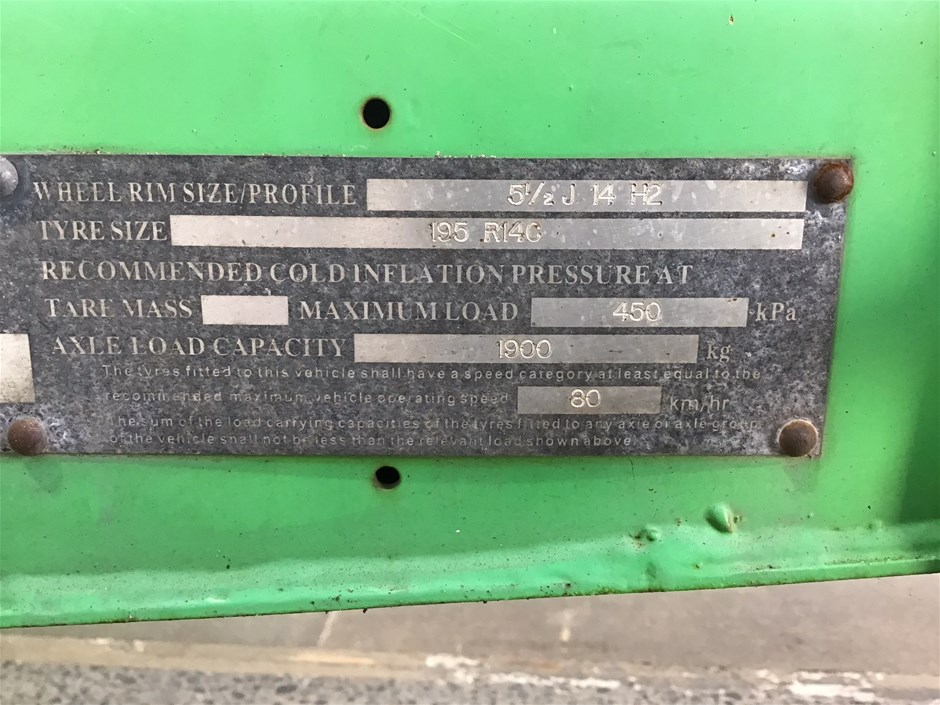 WHEEL RIM SIZE/PROFILE 5½ J 14 H2
TYRE SIZE 195 R14C
RECOMMENDED COLD INFLATION PRESSURE AT
TARE MASS MAXIMUM LOAD 450 kPa
AXLE LOAD CAPACITY 1900 kg
The tyres fitted to this vehicle shall have a speed category at least equal to the
recommended maximum vehicle operating speed 80 km/hr
The sum of the load carrying capacities of the tyres fitted to any axle or axle group
of the vehicle shall not be less than the relevant load shown above.